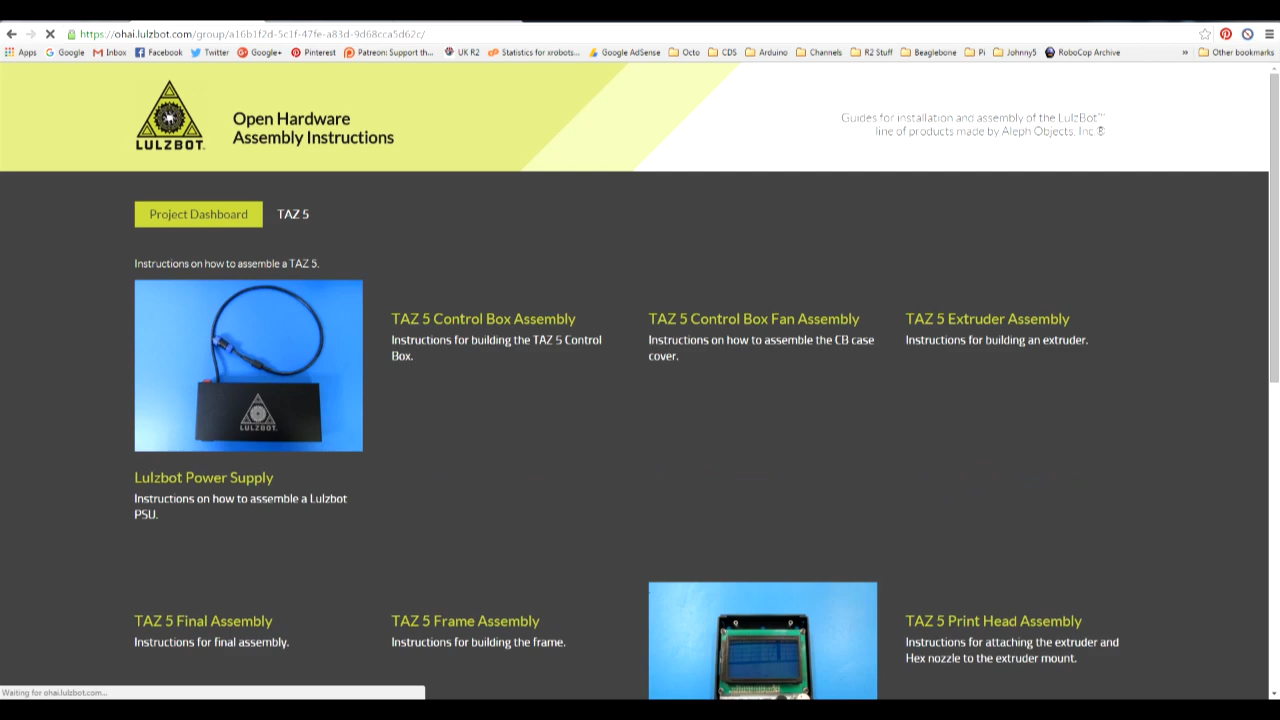 https://ohai.lulzbot.com/group/a16b1f2d-5c1f-47fe-a83d-9d68cca5d62c/
Apps Google Inbox Facebook Twitter Google+ Pinterest Patreon: Support th... UK R2 Statistics for xrobots... Google AdSense Octo CDS Arduino Channels R2 Stuff Beaglebone Pi Johnny5 RoboCop Archive » Other bookmarks
LULZBOT.
Open Hardware
Assembly Instructions
Guides for installation and assembly of the LulzBot™
line of products made by Aleph Objects, Inc.®
Project Dashboard TAZ 5
Instructions on how to assemble a TAZ 5.
LULZBOT.
Lulzbot Power Supply
Instructions on how to assemble a Lulzbot
PSU.
TAZ 5 Control Box Assembly
Instructions for building the TAZ 5 Control
Box.
TAZ 5 Control Box Fan Assembly
Instructions on how to assemble the CB case
cover.
TAZ 5 Extruder Assembly
Instructions for building an extruder.
TAZ 5 Final Assembly
Instructions for final assembly.
TAZ 5 Frame Assembly
Instructions for building the frame.
TAZ 5 Print Head Assembly
Instructions for attaching the extruder and
Hex nozzle to the extruder mount.
Waiting for ohai.lulzbot.com...